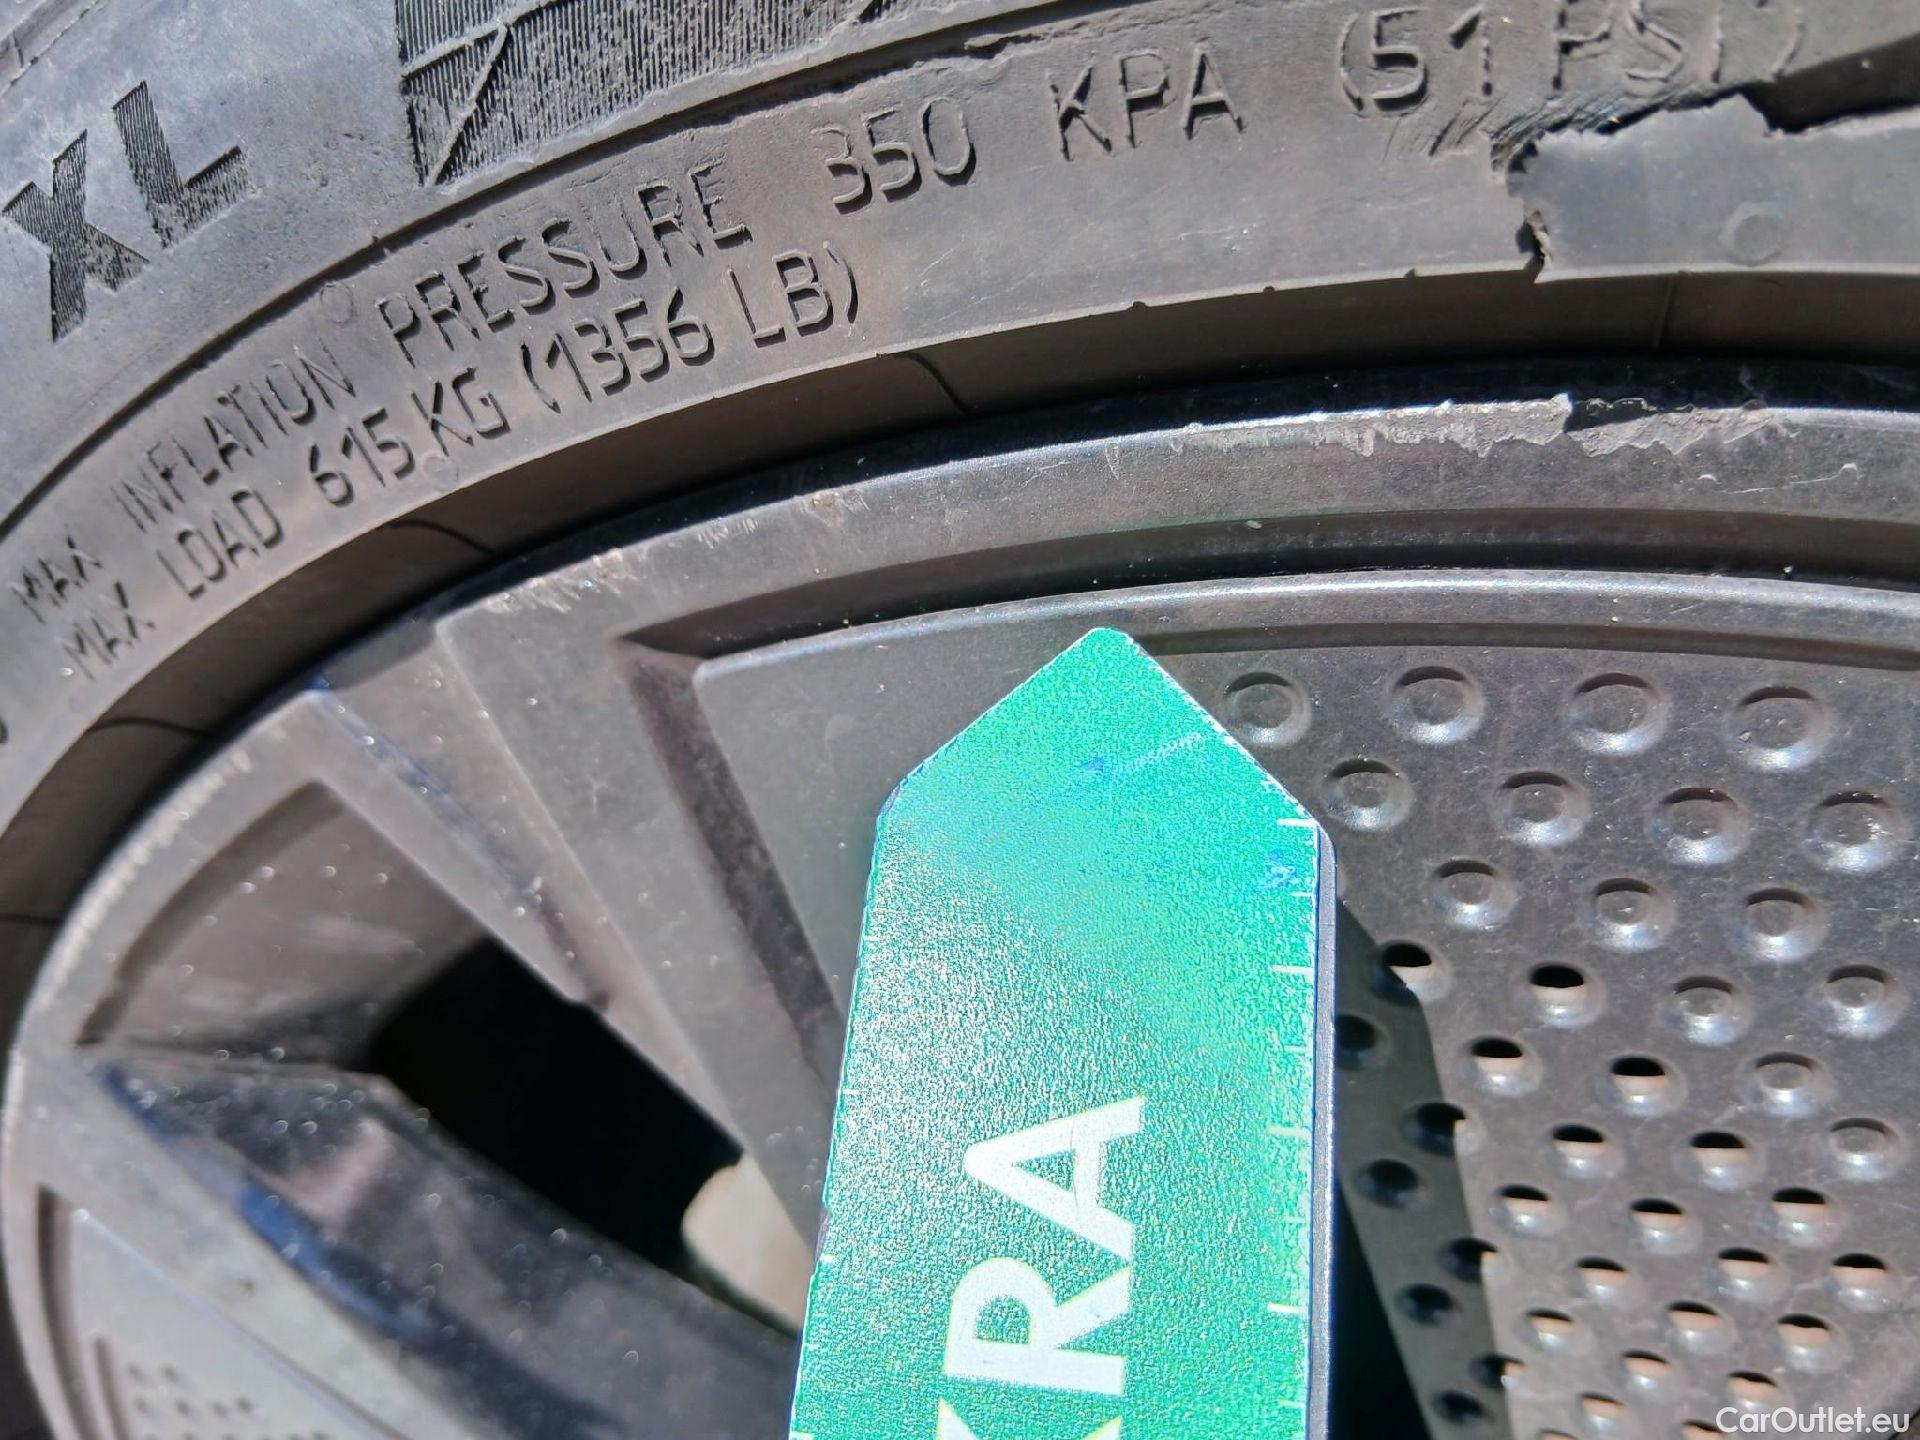 XL
MAX INFLATION PRESSURE 350 KPA (51 PSI)
MAX LOAD 615 KG (1356 LB)
KRA
CarOutlet.eu